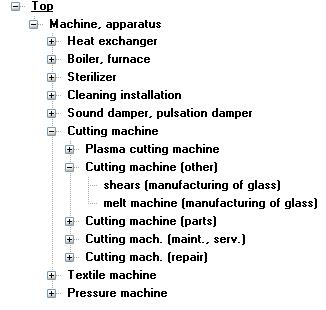 Top
Machine, apparatus
Heat exchanger
Boiler, furnace
Sterilizer
Cleaning installation
Sound damper, pulsation damper
Cutting machine
Plasma cutting machine
Cutting machine (other)
shears (manufacturing of glass)
melt machine (manufacturing of glass)
Cutting machine (parts)
Cutting mach. (maint., serv.)
Cutting mach. (repair)
Textile machine
Pressure machine